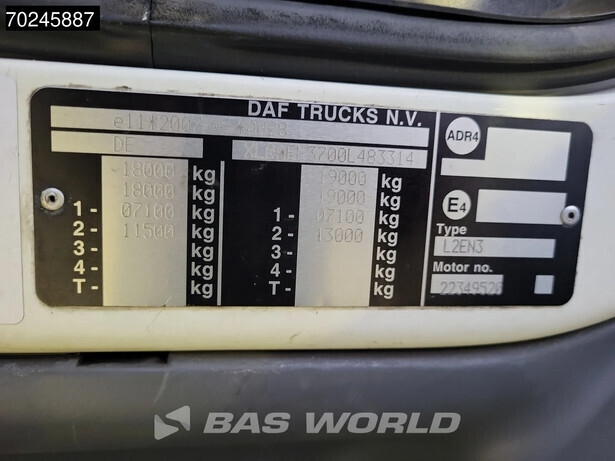 70245887
DAF TRUCKS N.V.
DE
18000 kg
18000 kg
1- 07100 kg
2- 11500 kg
3- kg
4- kg
T- kg
19000 kg
19000 kg
1- 07100 kg
2- 13000 kg
3- kg
4- kg
T- kg
ADR4
E4
Type
L2EN3
Motor no.
22349520
BAS WORLD